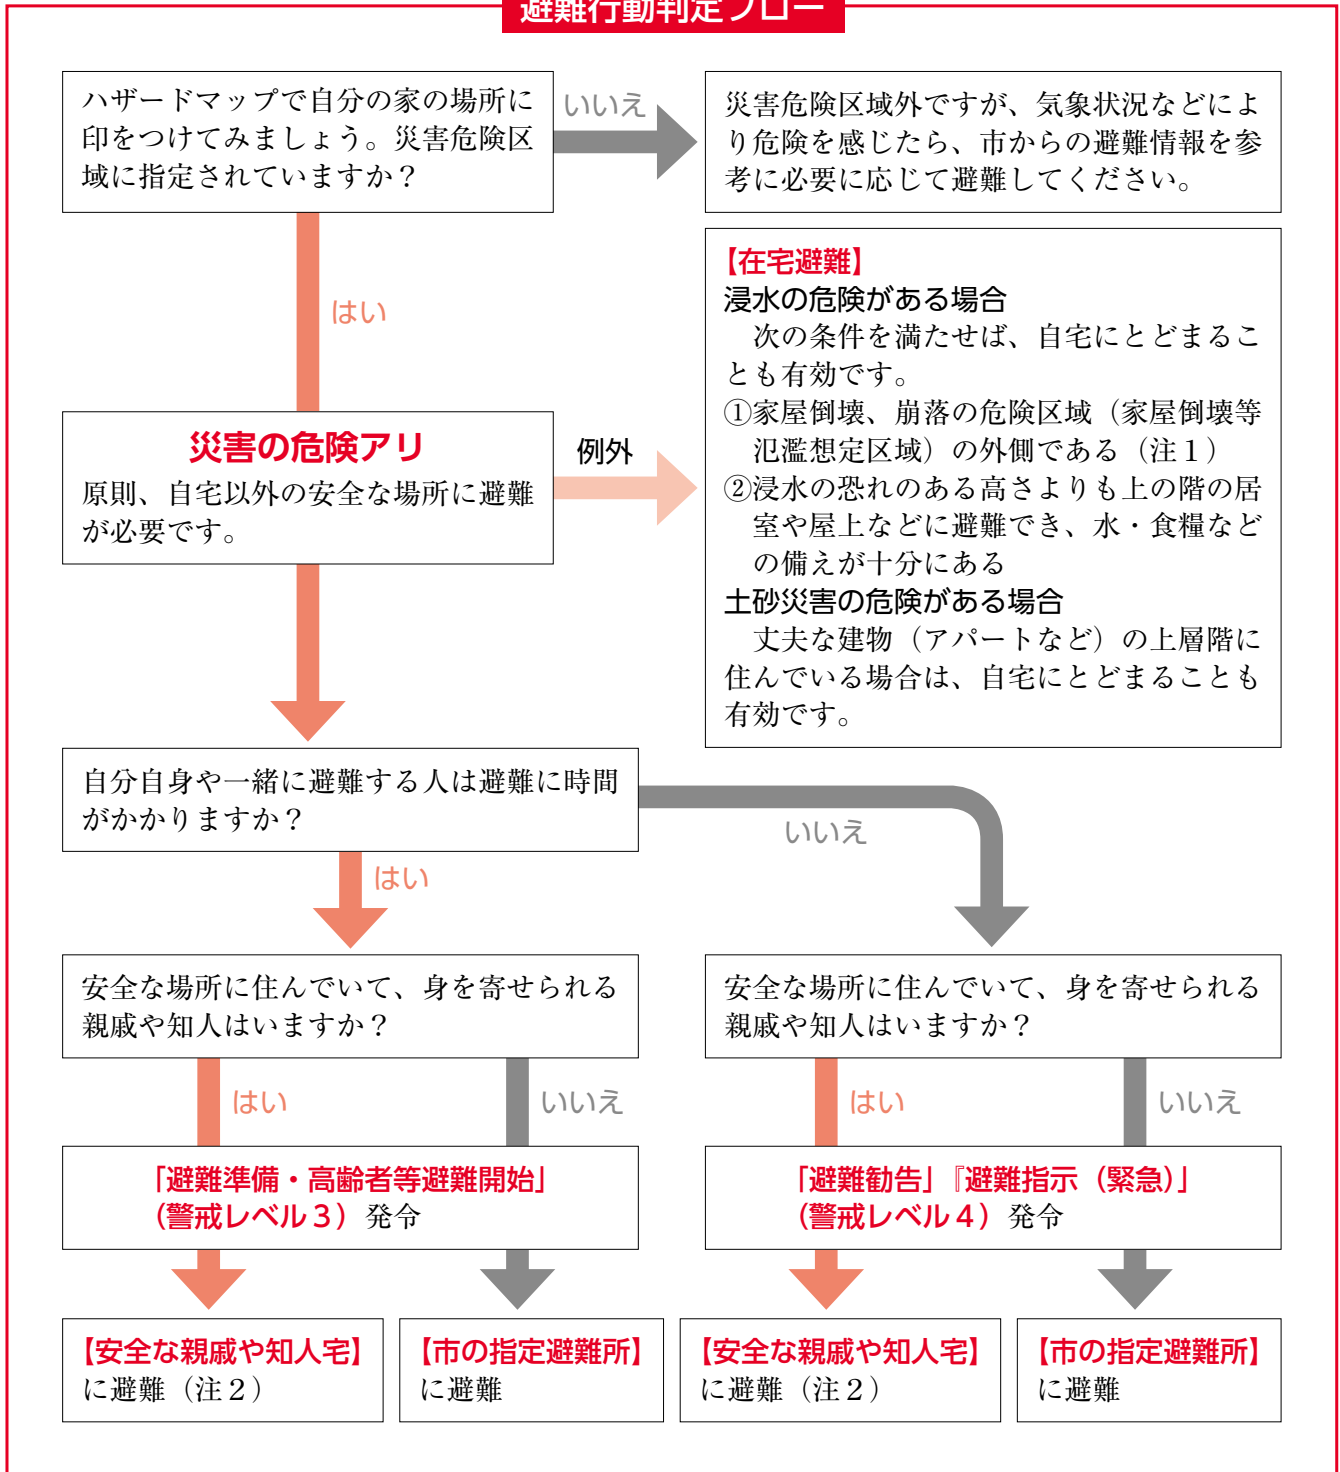 避難行動判定フロー
ハザードマップで自分の家の場所に
印をつけてみましょう。災害危険区
域に指定されていますか？
いいえ
災害危険区域外ですが、気象状況などによ
り危険を感じたら、市からの避難情報を参
考に必要に応じて避難してください。
はい
災害の危険アリ
原則、自宅以外の安全な場所に避難
が必要です。
例外
【在宅避難】
浸水の危険がある場合
　次の条件を満たせば、自宅にとどまるこ
とも有効です。
①家屋倒壊、崩落の危険区域（家屋倒壊等
氾濫想定区域）の外側である（注１）
②浸水の恐れのある高さよりも上の階の居
室や屋上などに避難でき、水・食糧など
の備えが十分にある
土砂災害の危険がある場合
　丈夫な建物（アパートなど）の上層階に
住んでいる場合は、自宅にとどまることも
有効です。
自分自身や一緒に避難する人は避難に時間
がかかりますか？
いいえ
はい
安全な場所に住んでいて、身を寄せられる
親戚や知人はいますか？
はい
いいえ
「避難準備・高齢者等避難開始」
（警戒レベル３）発令
【安全な親戚や知人宅】
に避難（注２）
【市の指定避難所】
に避難
安全な場所に住んでいて、身を寄せられる
親戚や知人はいますか？
はい
いいえ
「避難勧告」『避難指示（緊急）」
（警戒レベル４）発令
【安全な親戚や知人宅】
に避難（注２）
【市の指定避難所】
に避難